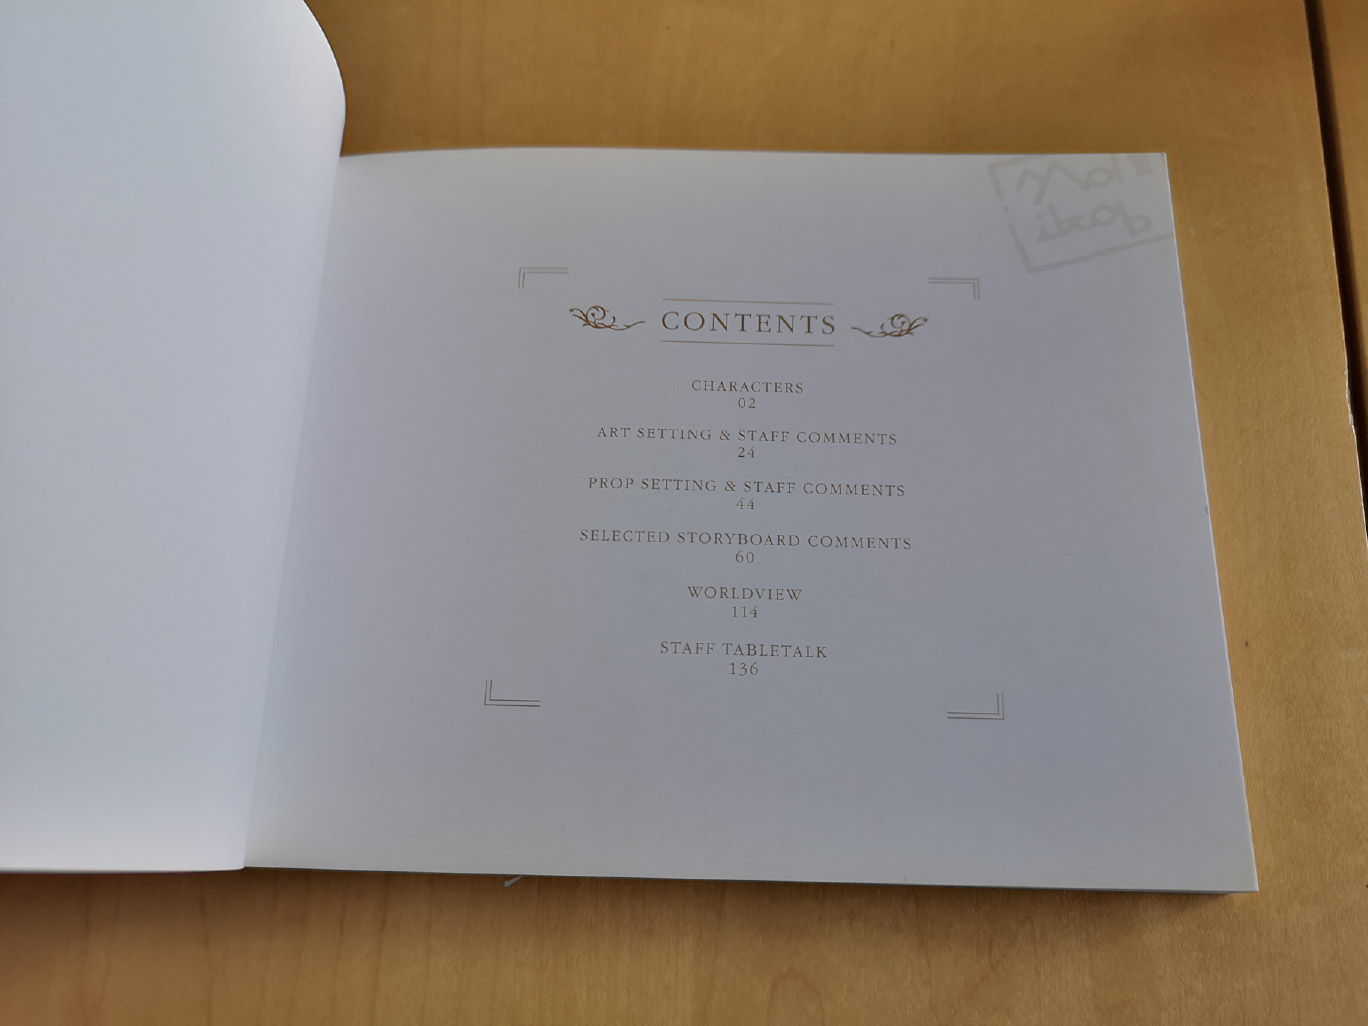 CONTENTS
CHARACTERS
02
ART SETTING & STAFF COMMENTS
24
PROP SETTING & STAFF COMMENTS
44
SELECTED STORYBOARD COMMENTS
60
WORLDVIEW
114
STAFF TABLETALK
136